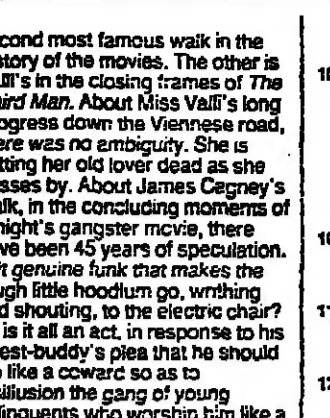 cond most famous walk in the
story of the movies. The other is
alli's in the closing frames of The
ird Man. About Miss Valli's long
ogress down the Viennese road,
ere was no ambiguity. She is
tting her old lover dead as she
sses by. About James Cagney's
alk, in the concluding moments of
night's gangster movie, there
ve been 45 years of speculation.
it genuine funk that makes the
ugh little hoodlum go, writhing
d shouting, to the electric chair?
is it all an act, in response to his
est-buddy's plea that he should
like a coward so as to
sillusion the gang of young
linquents who worship him like a